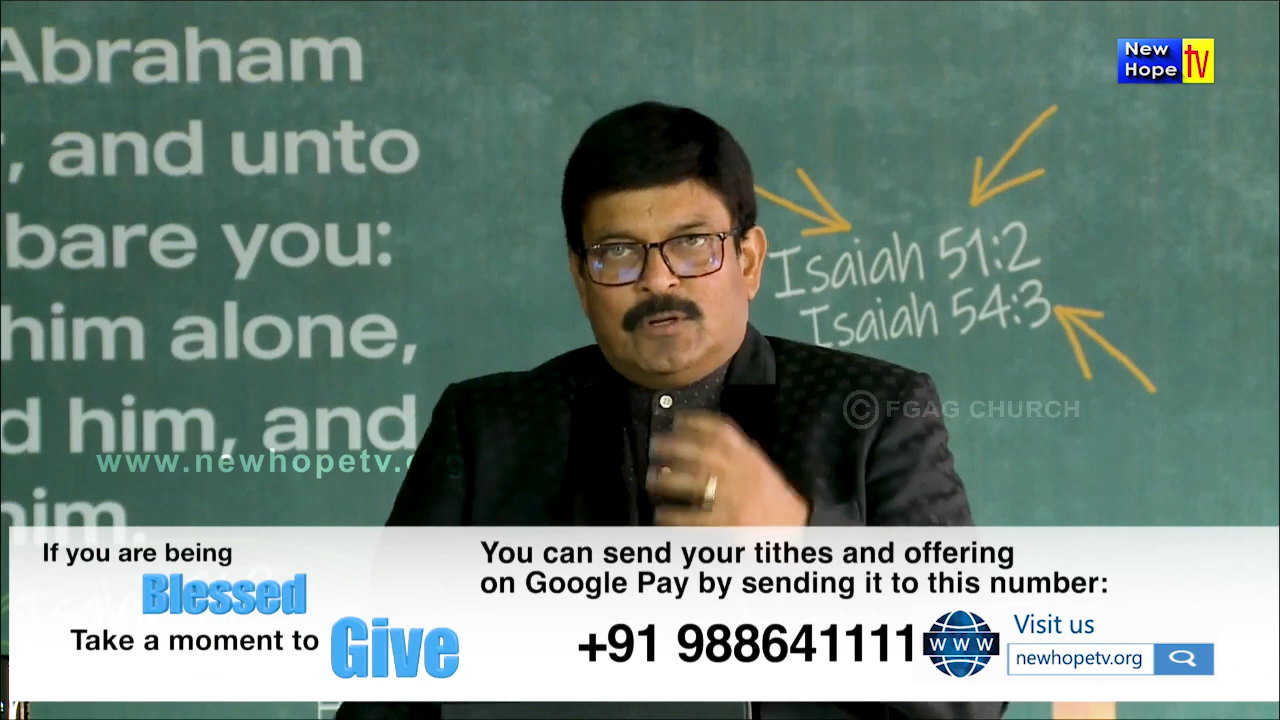 Abraham
, and unto
bare you:
him alone,
d him, and
him.
New
Hope
TV
Isaiah 51:2
Isaiah 54:3
© FGAG CHURCH
www.newhopetv.
If you are being
Blessed
Take a moment to
Give
You can send your tithes and offering
on Google Pay by sending it to this number:
+91 988641111
WWW
Visit us
newhopetv.org